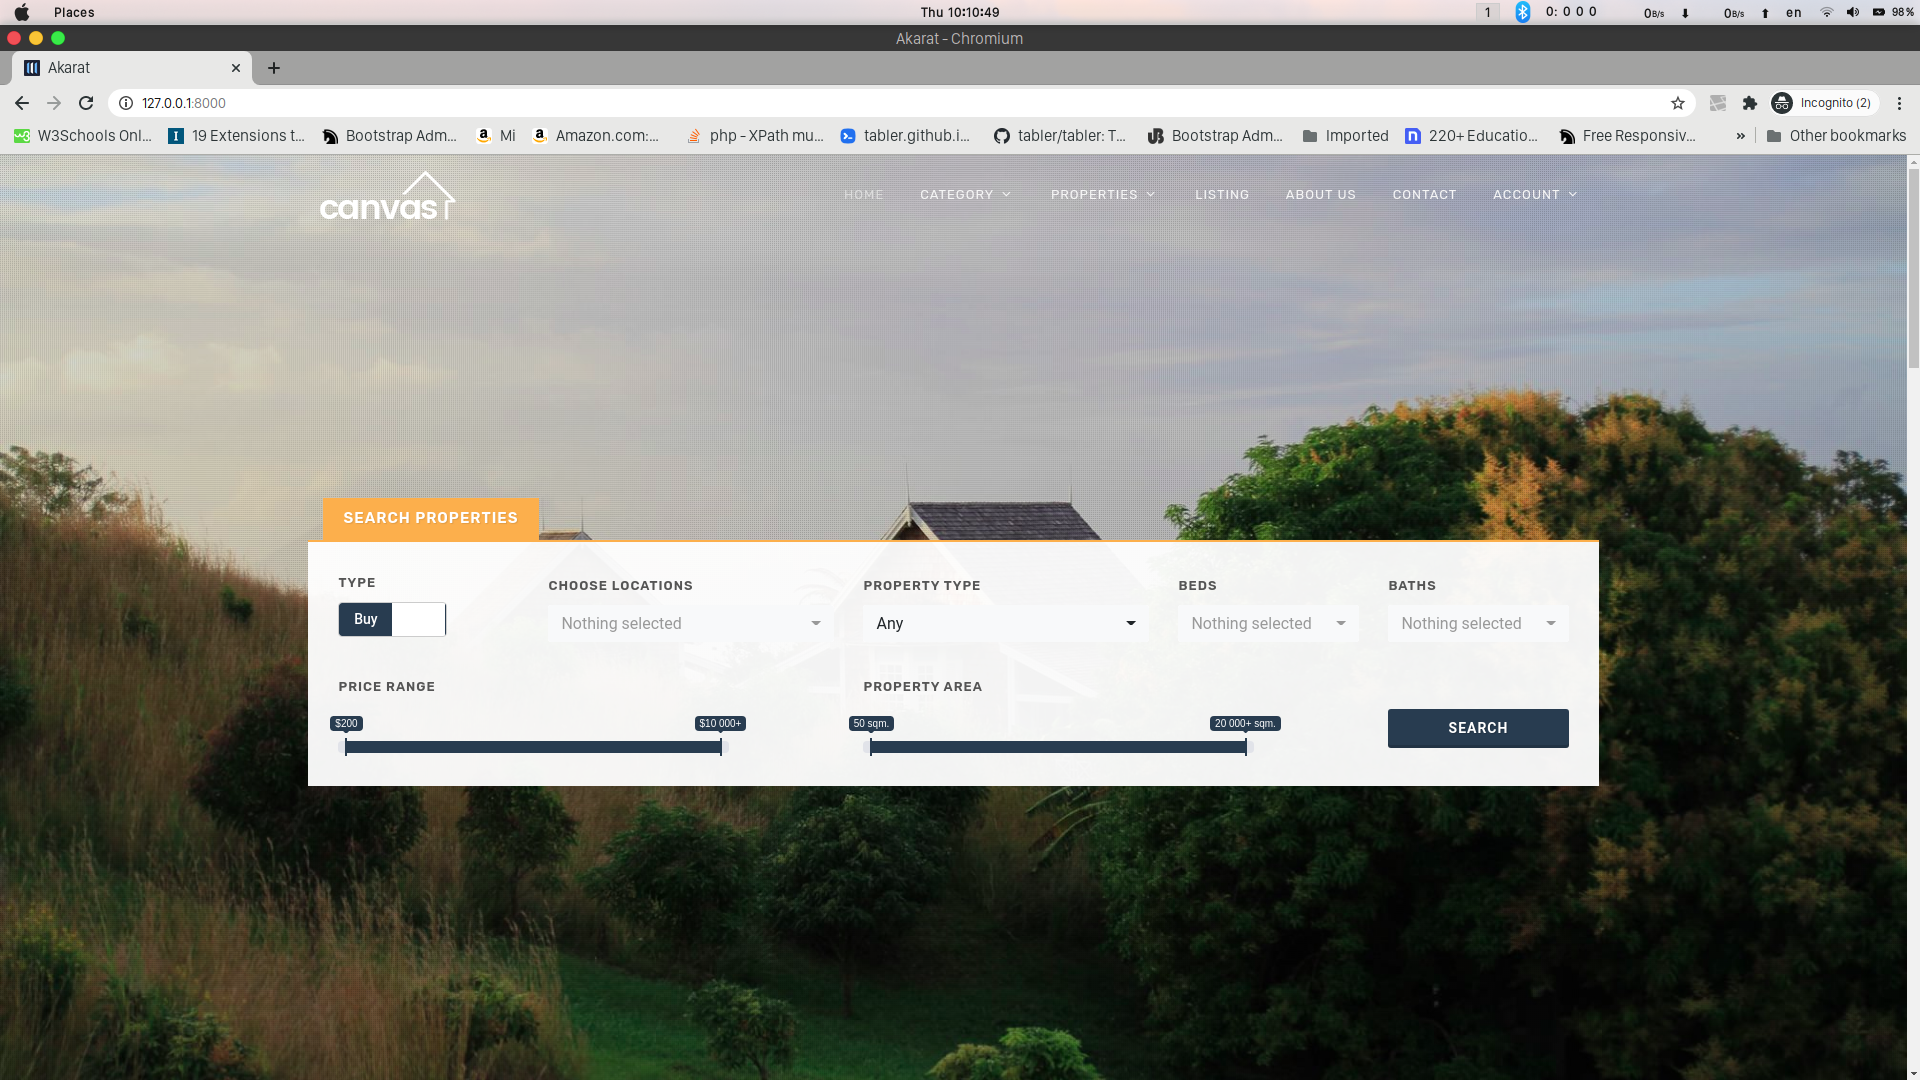 Places
Thu 10:10:49
1
0: 0 0 0
0B/s
0B/s
en
98%
Akarat - Chromium
Akarat
127.0.0.1:8000
Incognito (2)
W3Schools Onl...
19 Extensions t...
Bootstrap Adm...
Mi
Amazon.com:...
php - XPath mu...
tabler.github.i...
tabler/tabler: T...
Bootstrap Adm...
Imported
220+ Educatio...
Free Responsiv...
»
Other bookmarks
canvas
HOME
CATEGORY
PROPERTIES
LISTING
ABOUT US
CONTACT
ACCOUNT
SEARCH PROPERTIES
TYPE
CHOOSE LOCATIONS
PROPERTY TYPE
BEDS
BATHS
Buy
Nothing selected
Any
Nothing selected
Nothing selected
PRICE RANGE
PROPERTY AREA
$200
$10 000+
50 sqm.
20 000+ sqm.
SEARCH